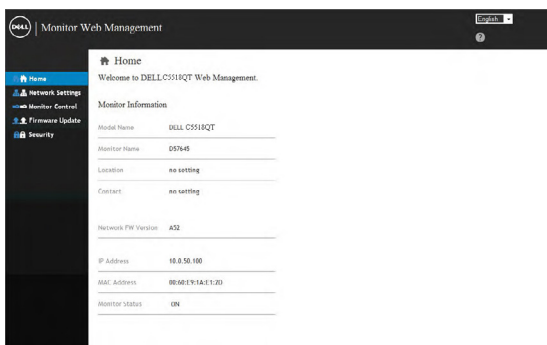 DELL Monitor Web Management
English
?
Home
Network Settings
Monitor Control
Firmware Update
Security
Home
Welcome to DELL C5518QT Web Management.
Monitor Information
Model Name DELL C5518QT
Monitor Name D57645
Location no setting
Contact no setting
Network FW Version A52
IP Address 10.0.50.100
MAC Address 00:60:E9:1A:E1:2D
Monitor Status ON